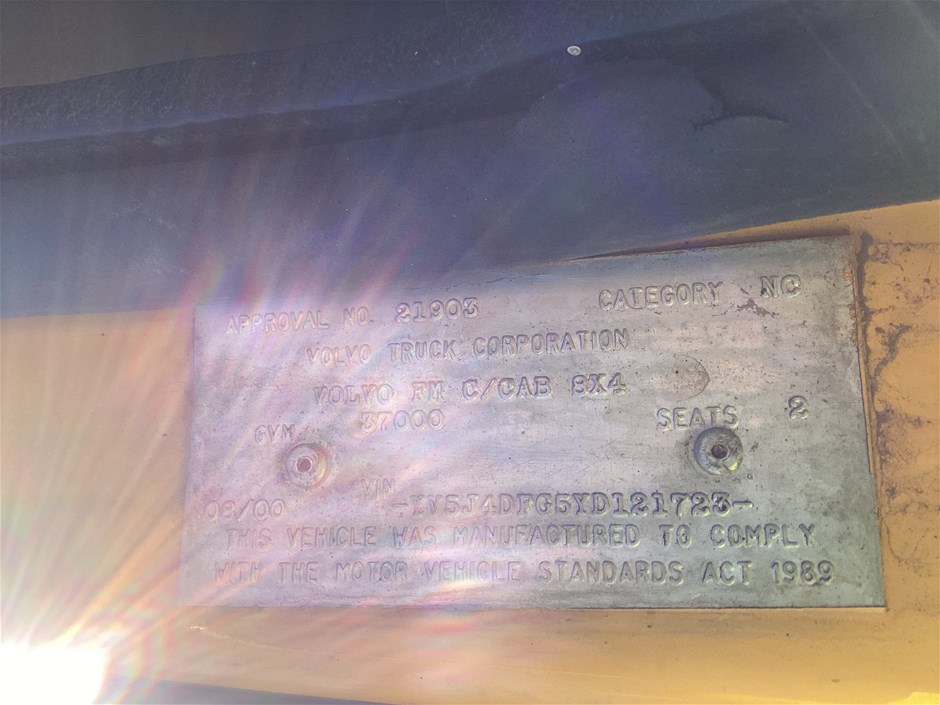 APPROVAL NO. 21903 CATEGORY NC
VOLVO TRUCK CORPORATION
VOLVO FM C/CAB 8X4
GVM 37000 SEATS 2
VIN
08/00
THIS VEHICLE WAS MANUFACTURED TO COMPLY
WITH THE MOTOR VEHICLE STANDARDS ACT 1989